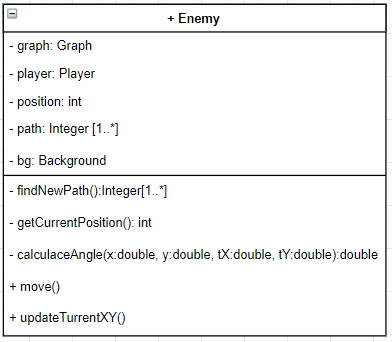 + Enemy
- graph: Graph
- player: Player
- position: int
- path: Integer [1..*]
- bg: Background
- findNewPath():Integer[1..*]
- getCurrentPosition(): int
- calculaceAngle(x:double, y:double, tX:double, tY:double):double
+ move()
+ updateTurrentXY()